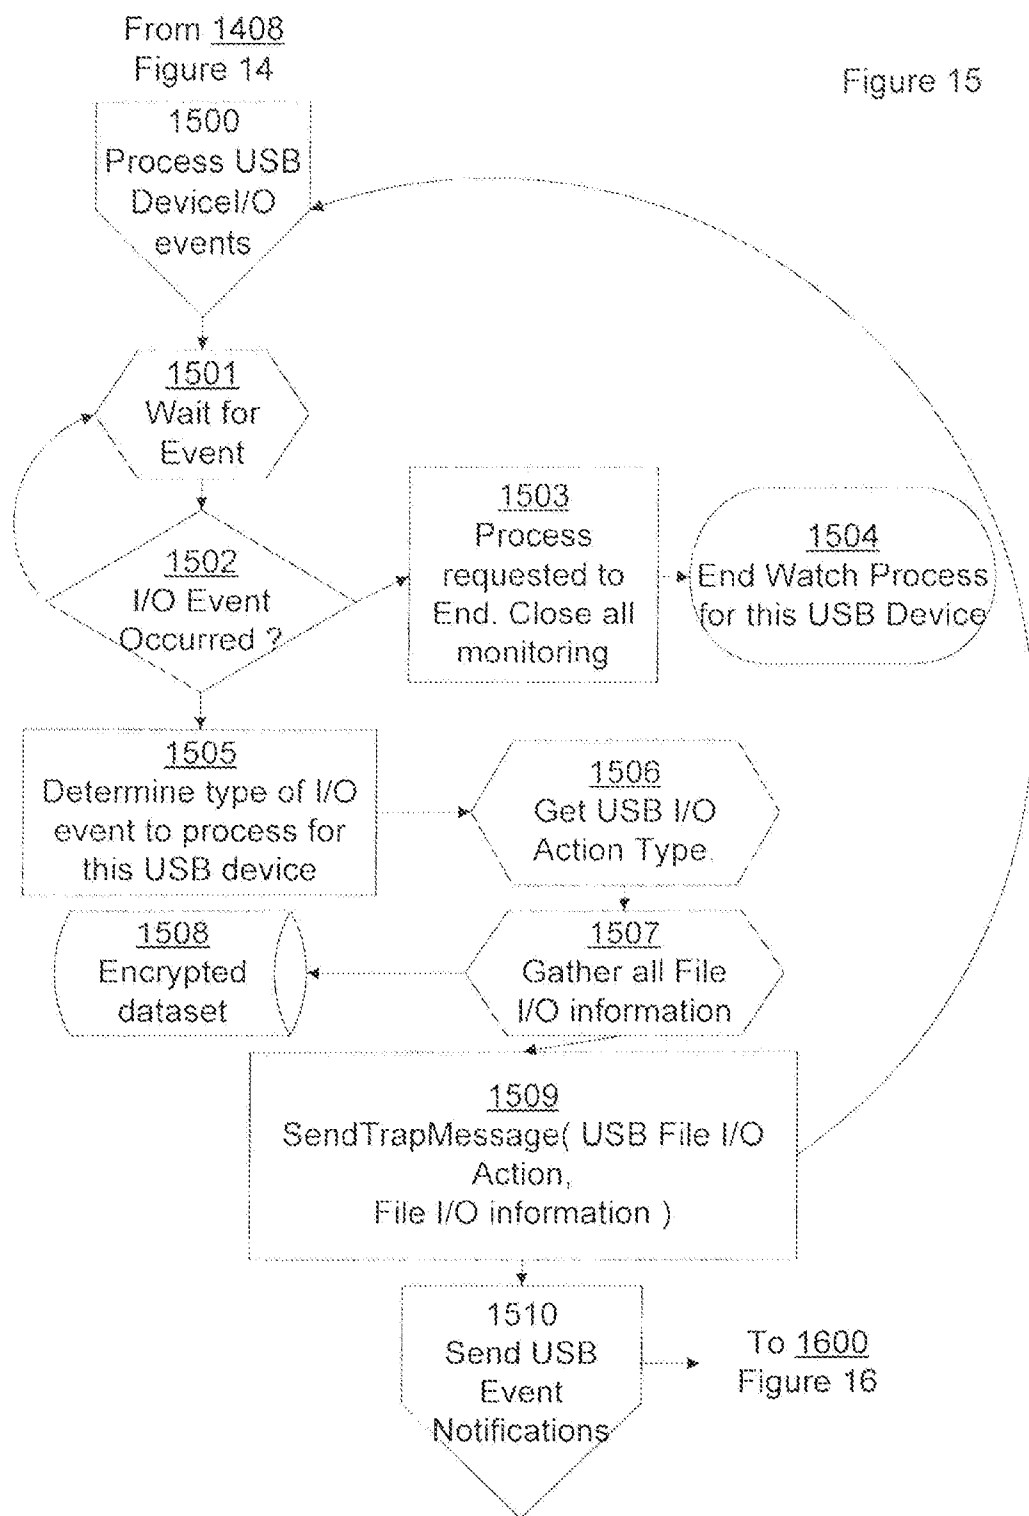 From 1408
Figure 14
Figure 15
1500
Process USB
DeviceI/O
events
1501
Wait for
Event
1502
I/O Event
Occurred ?
1503
Process
requested to
End. Close all
monitoring
1504
End Watch Process
for this USB Device
1505
Determine type of I/O
event to process for
this USB device
1506
Get USB I/O
Action Type.
1507
Gather all File
I/O information
1508
Encrypted
dataset
1509
SendTrapMessage( USB File I/O
Action,
File I/O information )
1510
Send USB
Event
Notifications
To 1600
Figure 16